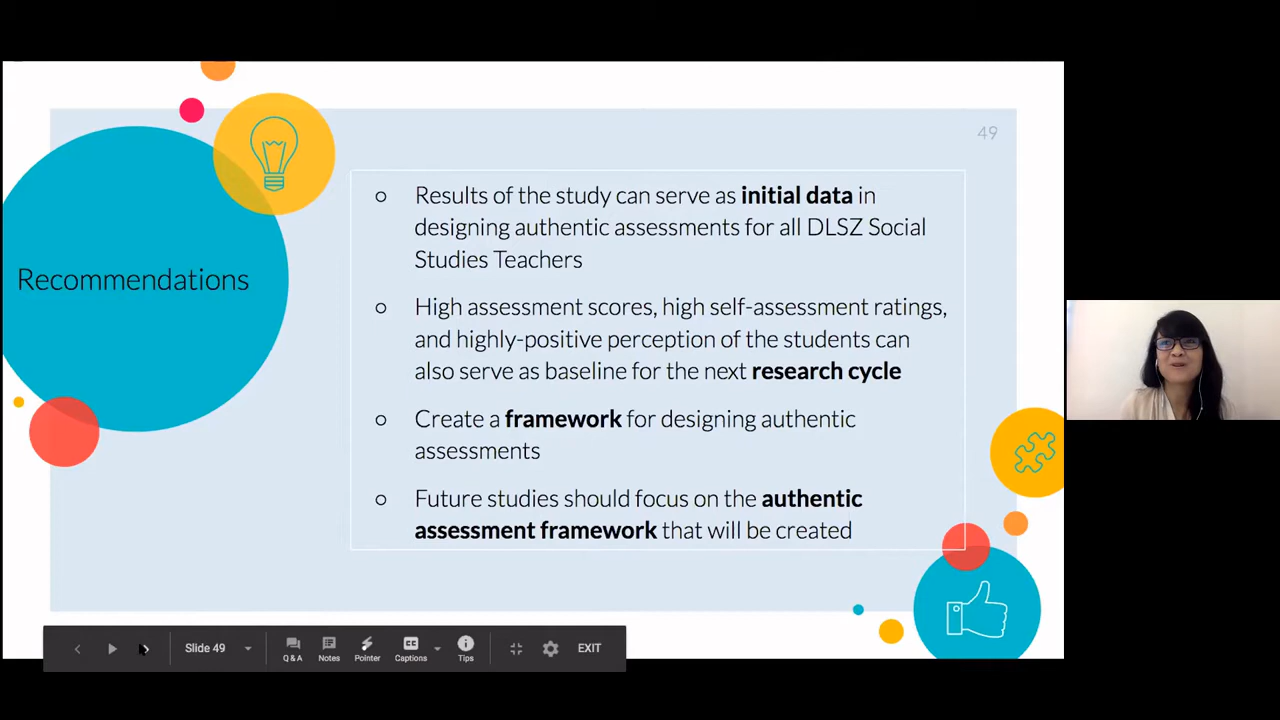 49
Recommendations
○ Results of the study can serve as initial data in
designing authentic assessments for all DLSZ Social
Studies Teachers
○ High assessment scores, high self-assessment ratings,
and highly-positive perception of the students can
also serve as baseline for the next research cycle
○ Create a framework for designing authentic
assessments
○ Future studies should focus on the authentic
assessment framework that will be created
Slide 49 Q & A Notes Pointer CC Captions Tips EXIT